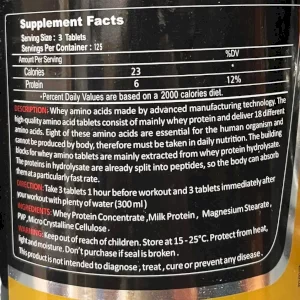 Supplement Facts
Serving Size : 3 Tablets
Servings Per Container : 125
Amount Per Serving %DV
Calories 23 *
Protein 6 12%
*Percent Daily Values are based on a 2000 calories diet.
DESCRIPTION: Whey amino acids made by advanced manufacturing technology. The
high-quality amino acid tablets consist of mainly whey protein and deliver 18 different
amino acids. Eight of these amino acids are essential for the human organism and
cannot be produced by body, therefore must be taken in daily nutrition. The building
blocks for whey amino tablets are mainly extracted from whey protein hydrolysate.
The proteins in hydrolysate are already split into peptides, so the body can absorb
them at a particularly fast rate.
DIRECTION: Take 3 tablets 1 hour before workout and 3 tablets immediately after
your workout with plenty of water (300 ml )
INGREDIENTS: Whey Protein Concentrate , Milk Protein , Magnesium Stearate ,
PVP , Micro Crystalline Cellulose .
WARNING: Keep out of reach of children. Store at 15 - 25°C. Protect from heat,
light and moisture. Don't purchase if seal is broken .
This product is not intended to diagnose , treat , cure or prevent any disease .